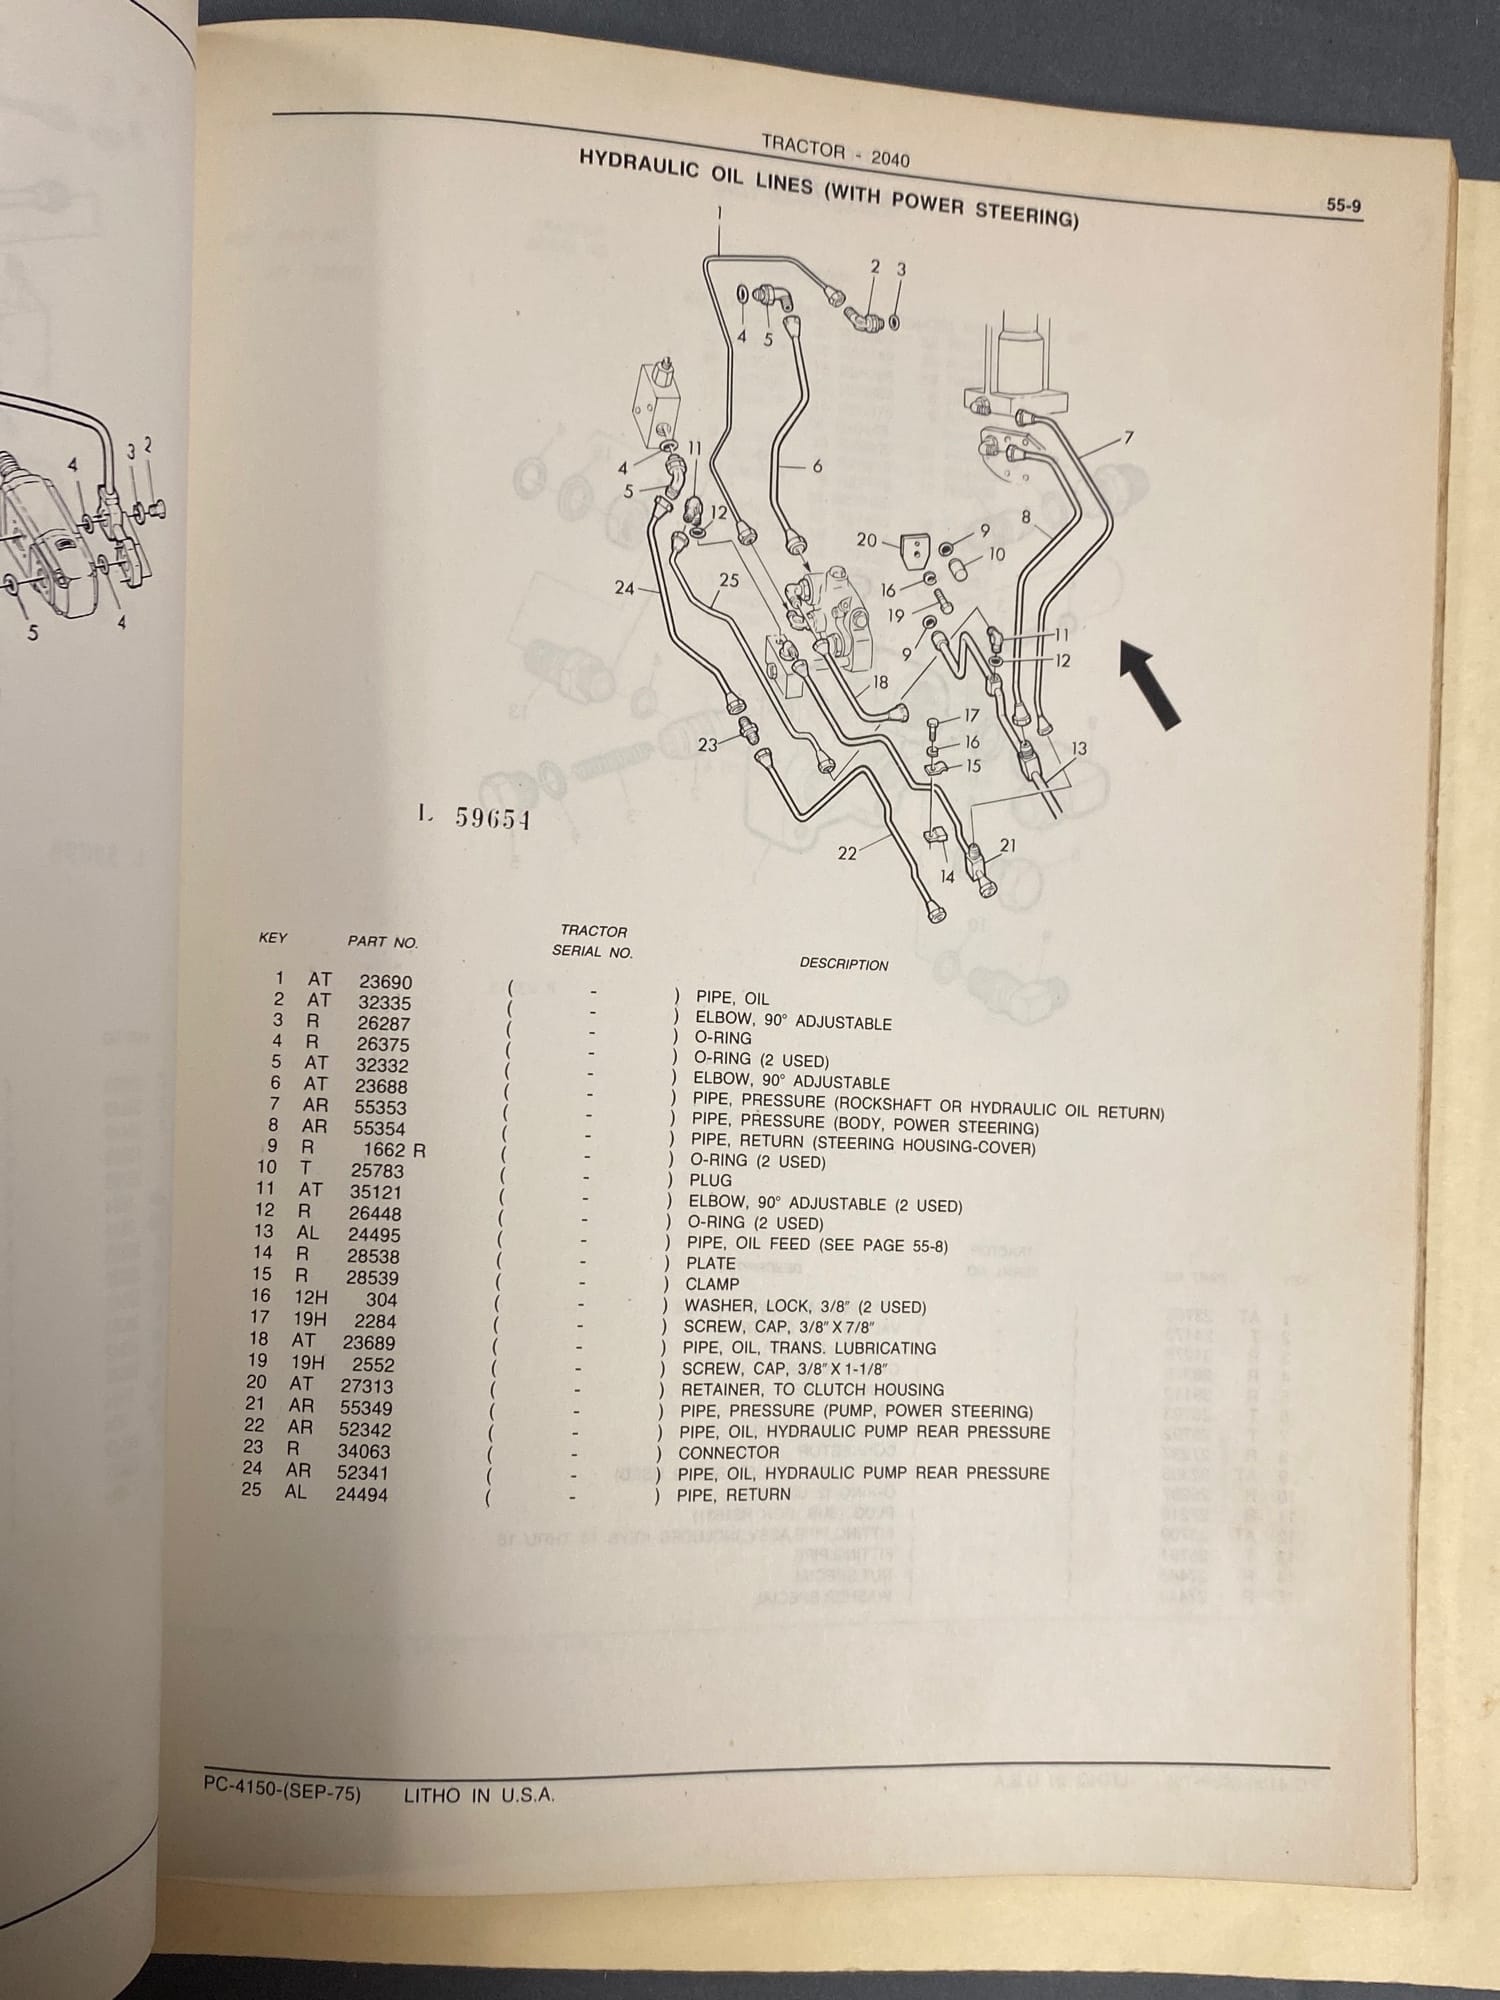 TRACTOR - 2040
HYDRAULIC OIL LINES (WITH POWER STEERING)
55-9
1
2 3
4 5
7
4 11
6
5
12
8
9
20
10
16
24
25
19
11
9
12
18
17
23
16
13
15
L 59654
22
21
14
4
3 2
5
4
KEY PART NO. TRACTOR SERIAL NO. DESCRIPTION
1 AT 23690 ( - ) PIPE, OIL
2 AT 32335 ( - ) ELBOW, 90° ADJUSTABLE
3 R 26287 ( - ) O-RING
4 R 26375 ( - ) O-RING (2 USED)
5 AT 32332 ( - ) ELBOW, 90° ADJUSTABLE
6 AT 23688 ( - ) PIPE, PRESSURE (ROCKSHAFT OR HYDRAULIC OIL RETURN)
7 AR 55353 ( - ) PIPE, PRESSURE (BODY, POWER STEERING)
8 AR 55354 ( - ) PIPE, RETURN (STEERING HOUSING-COVER)
9 R 1662 R ( - ) O-RING (2 USED)
10 T 25783 ( - ) PLUG
11 AT 35121 ( - ) ELBOW, 90° ADJUSTABLE (2 USED)
12 R 26448 ( - ) O-RING (2 USED)
13 AL 24495 ( - ) PIPE, OIL FEED (SEE PAGE 55-8)
14 R 28538 ( - ) PLATE
15 R 28539 ( - ) CLAMP
16 12H 304 ( - ) WASHER, LOCK, 3/8" (2 USED)
17 19H 2284 ( - ) SCREW, CAP, 3/8" X 7/8"
18 AT 23689 ( - ) PIPE, OIL, TRANS. LUBRICATING
19 19H 2552 ( - ) SCREW, CAP, 3/8" X 1-1/8"
20 AT 27313 ( - ) RETAINER, TO CLUTCH HOUSING
21 AR 55349 ( - ) PIPE, PRESSURE (PUMP, POWER STEERING)
22 AR 52342 ( - ) PIPE, OIL, HYDRAULIC PUMP REAR PRESSURE
23 R 34063 ( - ) CONNECTOR
24 AR 52341 ( - ) PIPE, OIL, HYDRAULIC PUMP REAR PRESSURE
25 AL 24494 ( - ) PIPE, RETURN
PC-4150-(SEP-75) LITHO IN U.S.A.